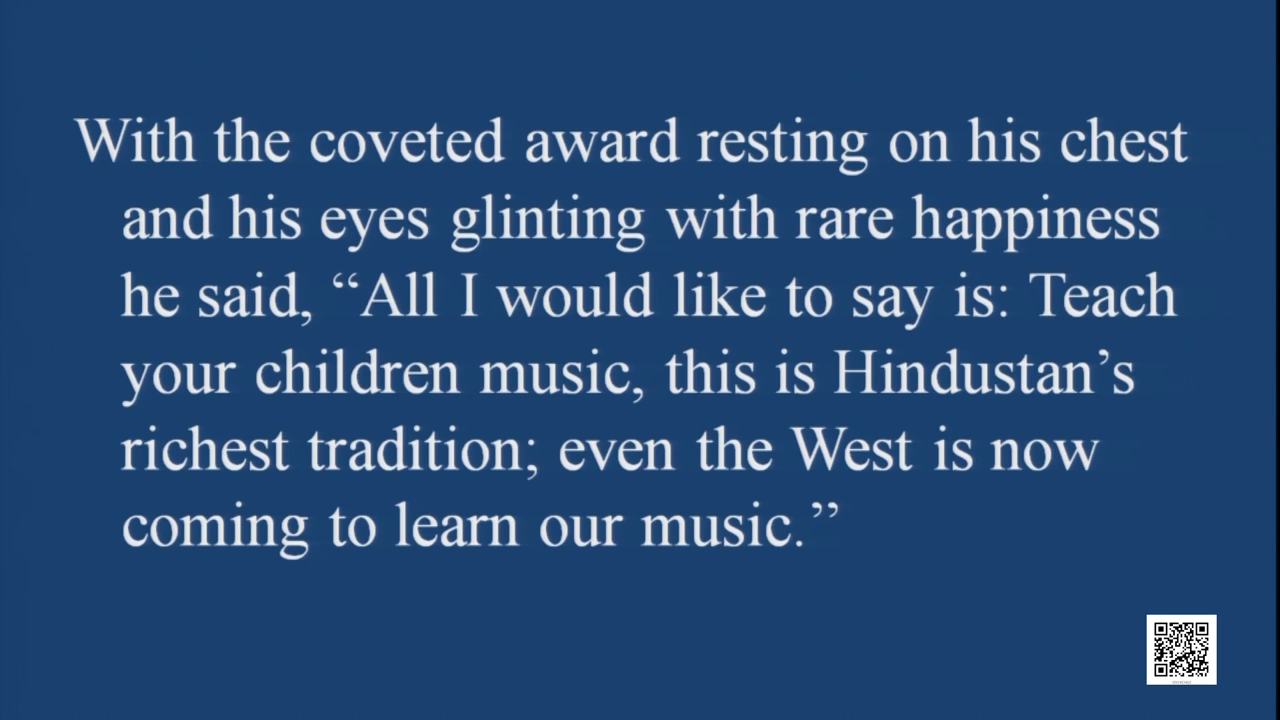 With the coveted award resting on his chest
and his eyes glinting with rare happiness
he said, “All I would like to say is: Teach
your children music, this is Hindustan’s
richest tradition; even the West is now
coming to learn our music.”